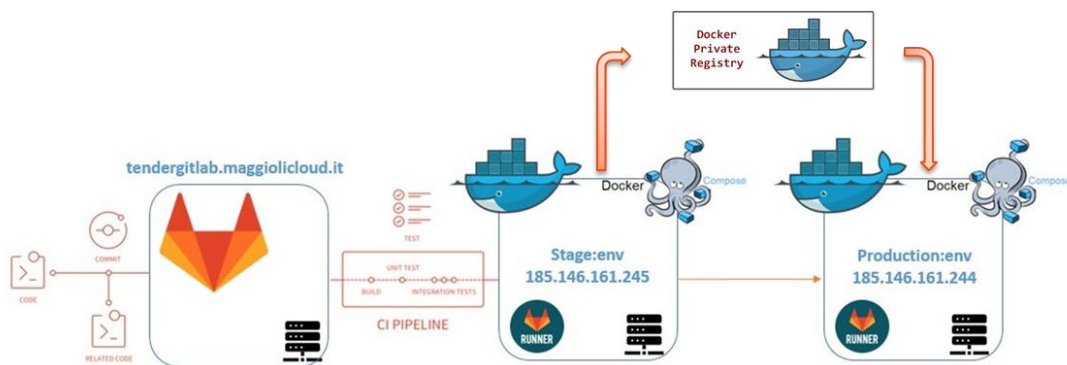 Docker
Private
Registry
tendergitlab.maggiolicloud.it
COMMIT
CODE
RELATED CODE
TEST
UNIT TEST
BUILD
INTEGRATION TESTS
CI PIPELINE
Docker
Compose
Stage:env
185.146.161.245
RUNNER
Docker
Compose
Production:env
185.146.161.244
RUNNER